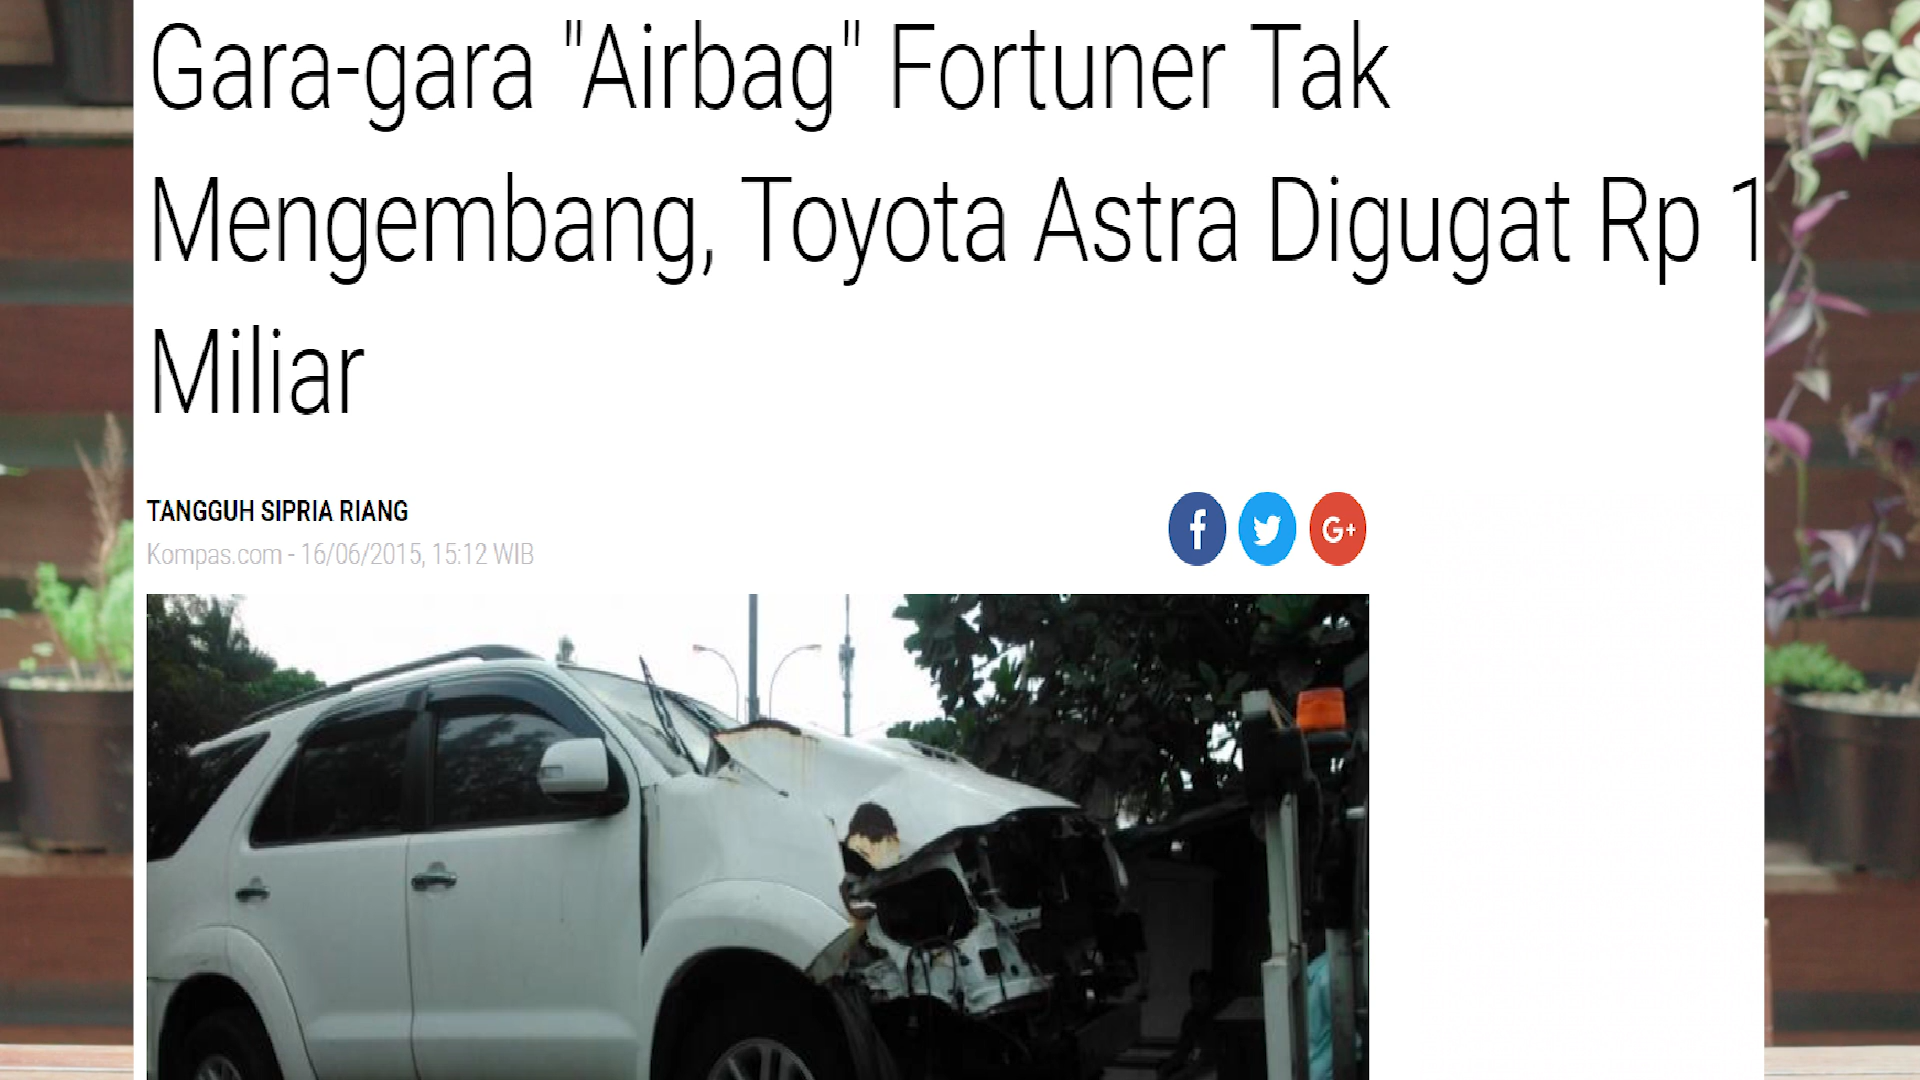 Gara-gara "Airbag" Fortuner Tak
Mengembang, Toyota Astra Digugat Rp 1
Miliar
TANGGUH SIPRIA RIANG
Kompas.com - 16/06/2015, 15:12 WIB
f
G+